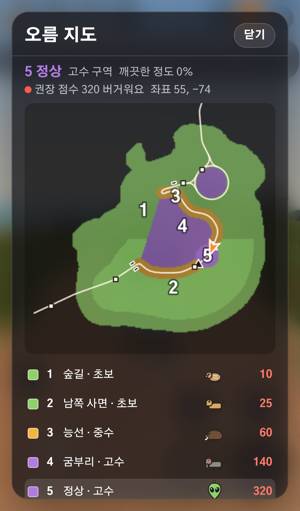 오름 지도
닫기
5 정상 고수 구역 깨끗한 정도 0%
권장 점수 320 버거워요 좌표 55, -74
3
1
4
5
2
1 숲길 · 초보 10
2 남쪽 사면 · 초보 25
3 능선 · 중수 60
4 굼부리 · 고수 140
5 정상 · 고수 320